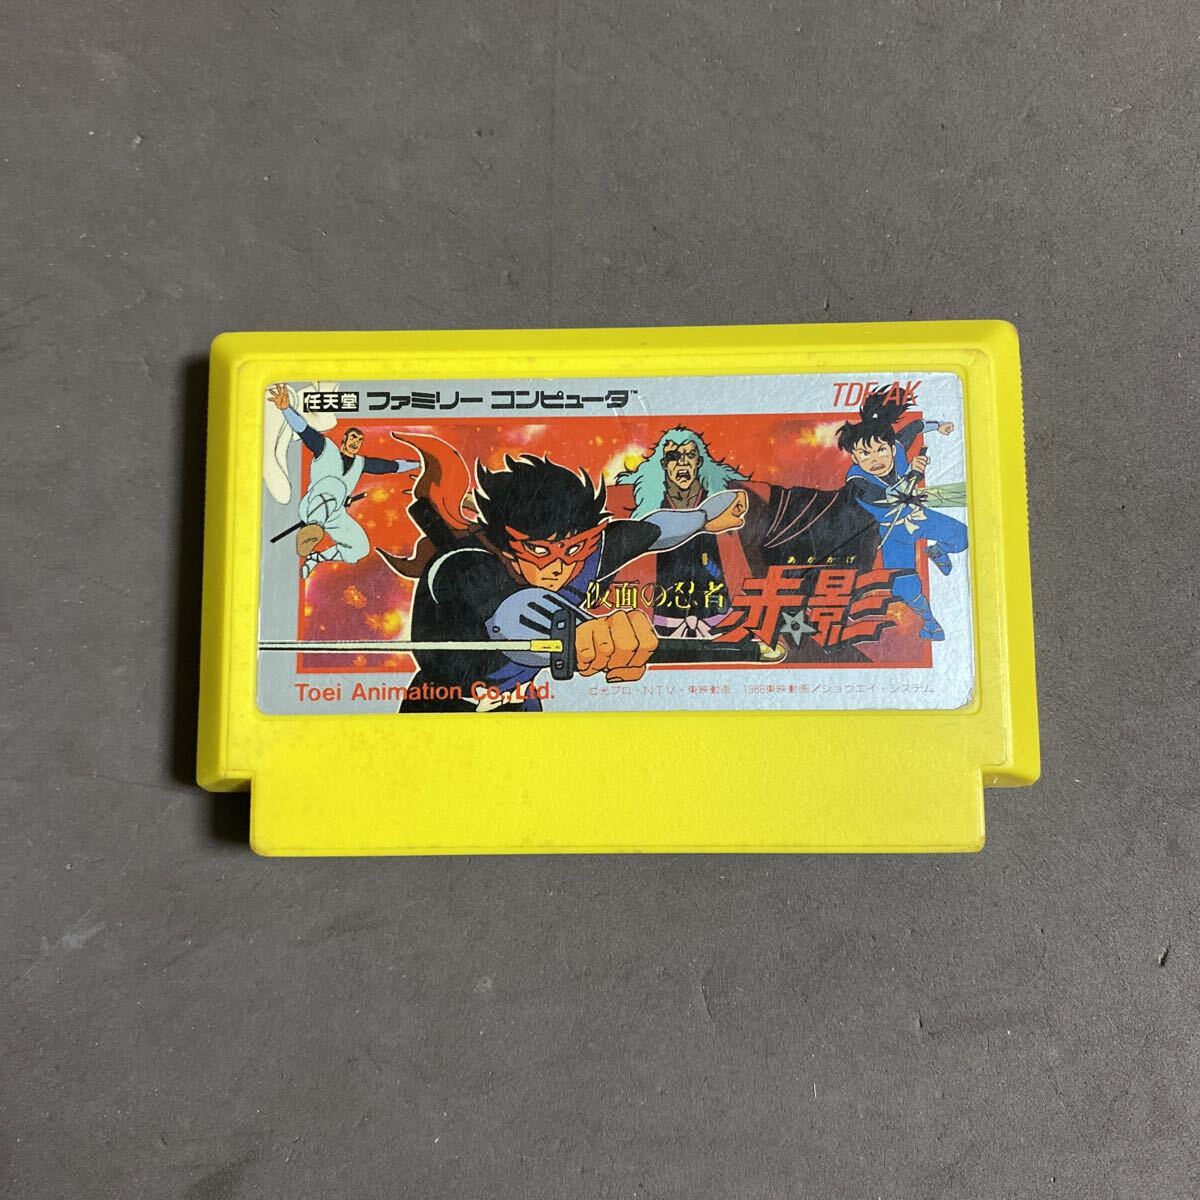 任天堂 ファミリー コンピュータ™
TDF-AK
あかかげ
仮面の忍者 赤影
Toei Animation Co., Ltd.
©光プロ・NTV・東映動画 1988東映動画/ショウエイ・システム